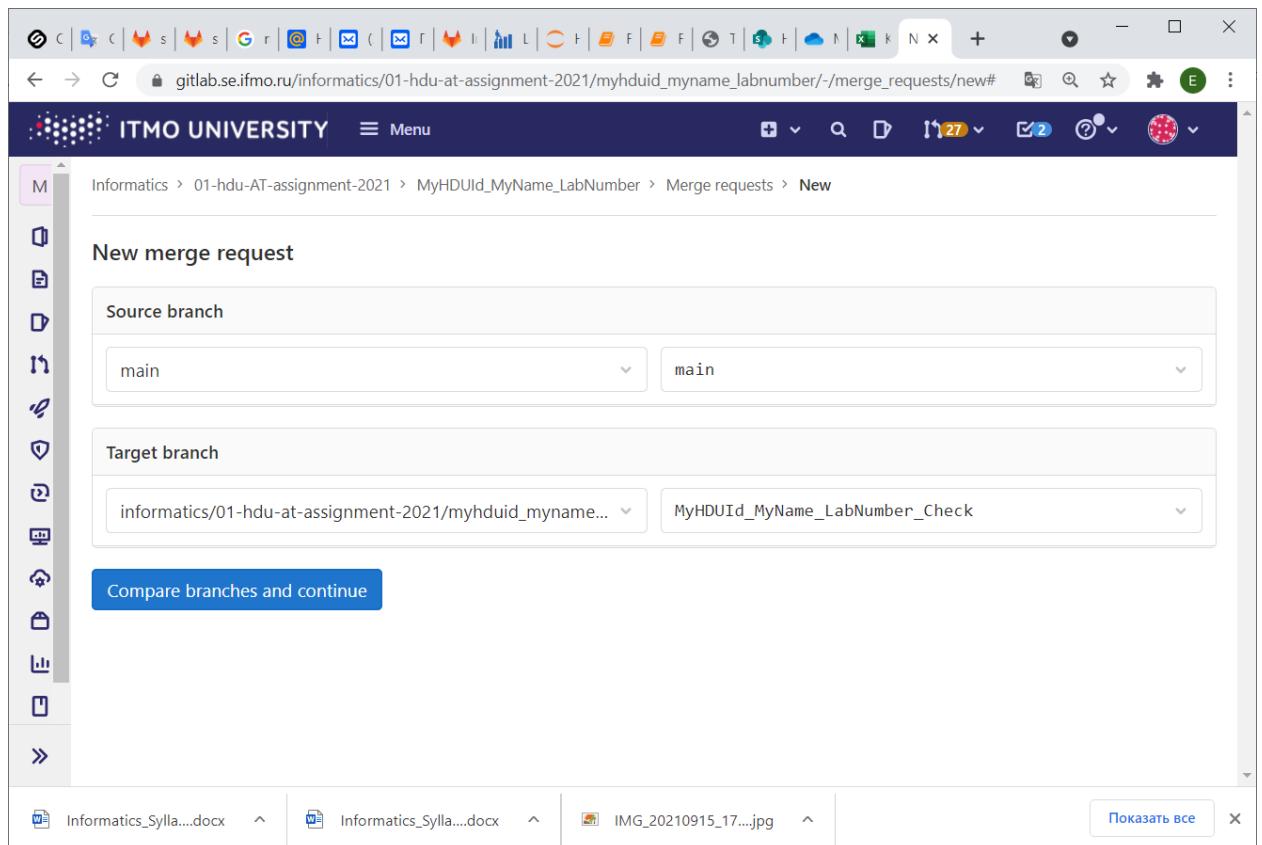 gitlab.se.ifmo.ru/informatics/01-hdu-at-assignment-2021/myhduid_myname_labnumber/-/merge_requests/new#
E
ITMO UNIVERSITY
Menu
27
2
M
Informatics > 01-hdu-AT-assignment-2021 > MyHDUId_MyName_LabNumber > Merge requests > New
New merge request
Source branch
main
main
Target branch
informatics/01-hdu-at-assignment-2021/myhduid_myname...
MyHDUId_MyName_LabNumber_Check
Compare branches and continue
Informatics_Sylla....docx
Informatics_Sylla....docx
IMG_20210915_17....jpg
Показать все